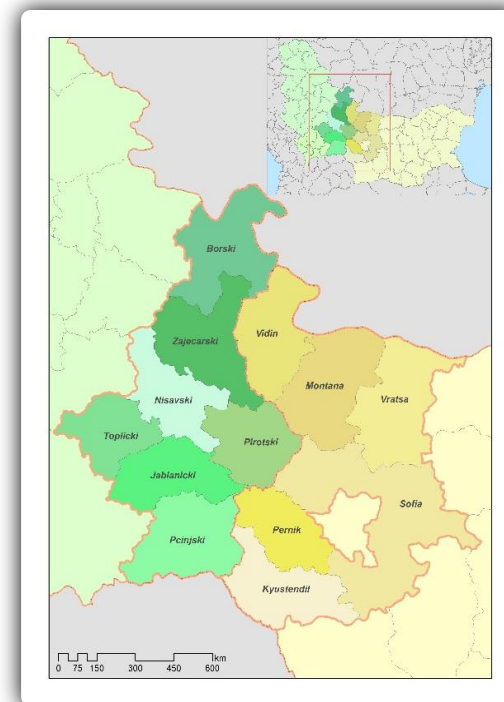 Borski
Zajecarski
Vidin
Montana
Vratsa
Nisavski
Toplicki
Pirotski
Jablanicki
Sofia
Pernik
Pcinjski
Kyustendil
km
0 75 150 300 450 600